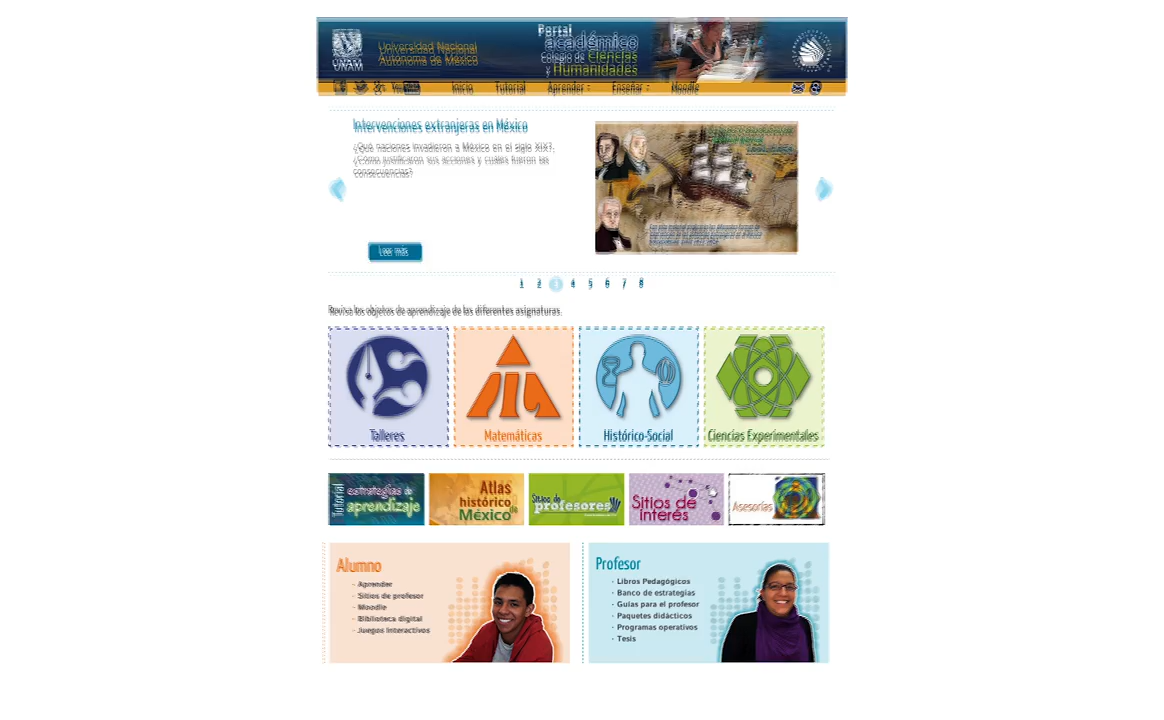 UNAM
Universidad Nacional
Autónoma de México
Portal
académico
Colegio de Ciencias
y Humanidades
Inicio
Tutorial
Aprender
Enseñar
Moodle
Intervenciones extranjeras en México
¿Qué naciones invadieron a México en el siglo XIX?,
¿Cómo justificaron sus acciones y cuáles fueron las
consecuencias?
Leer más
1 2 3 4 5 6 7 8
Revisa los objetos de aprendizaje de las diferentes asignaturas.
Talleres
Matemáticas
Histórico-Social
Ciencias Experimentales
Tutorial
estrategias de
aprendizaje
Atlas
histórico
de
México
Sitios de
profesores
Sitios de
interés
Asesorías
Alumno
· Aprender
· Sitios de profesor
· Moodle
· Biblioteca digital
· Juegos Interactivos
Profesor
· Libros Pedagógicos
· Banco de estrategias
· Guías para el profesor
· Paquetes didácticos
· Programas operativos
· Tesis